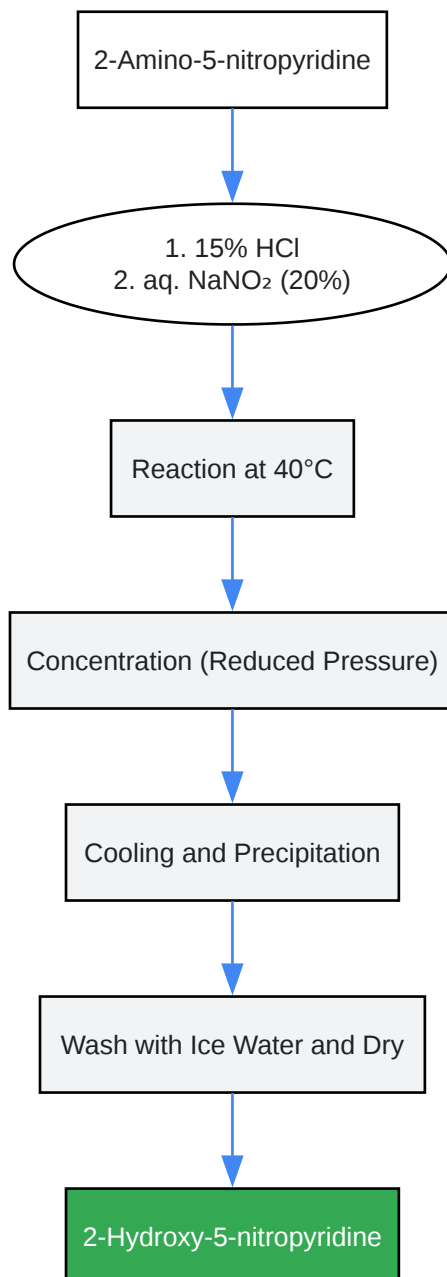 2-Amino-5-nitropyridine
1. 15% HCl
2. aq. NaNO₂ (20%)
Reaction at 40°C
Concentration (Reduced Pressure)
Cooling and Precipitation
Wash with Ice Water and Dry
2-Hydroxy-5-nitropyridine